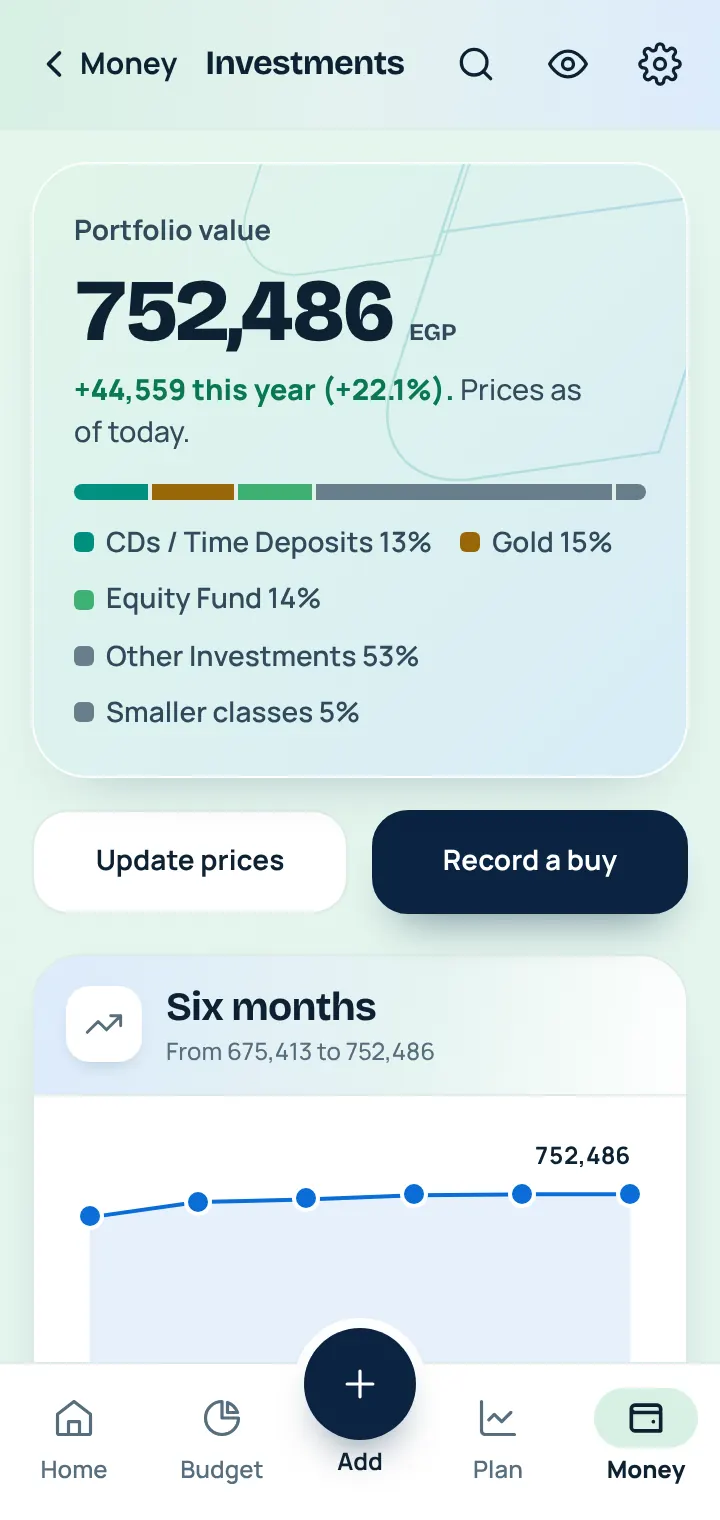 Money Investments
Portfolio value
752,486 EGP
+44,559 this year (+22.1%). Prices as
of today.
CDs / Time Deposits 13% Gold 15%
Equity Fund 14%
Other Investments 53%
Smaller classes 5%
Update prices Record a buy
Six months
From 675,413 to 752,486
752,486
Home Budget Add Plan Money